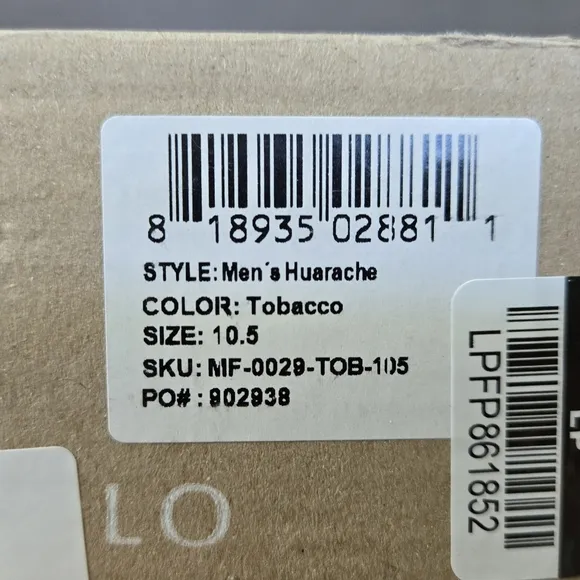 8 18935 02881 1
STYLE: Men´s Huarache
COLOR: Tobacco
SIZE: 10.5
SKU: MF-0029-TOB-105
PO# : 902938
LPFP861852
LP
LO